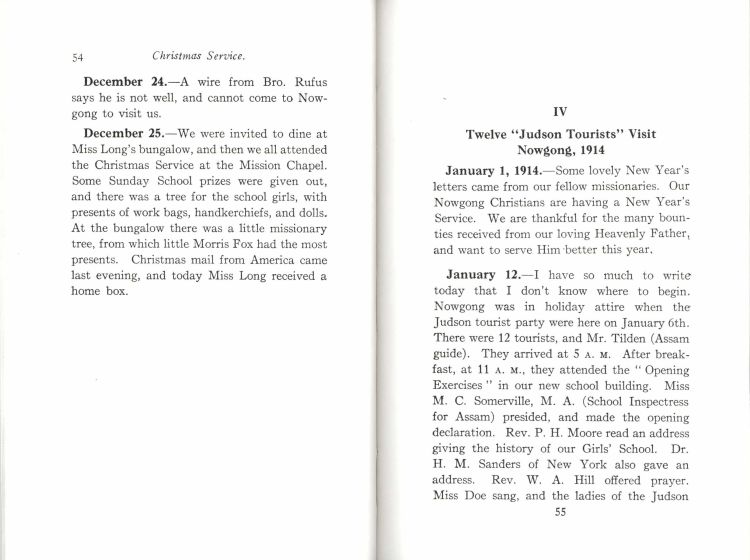 54 Christmas Service.
December 24.—A wire from Bro. Rufus
says he is not well, and cannot come to Now-
gong to visit us.
December 25.—We were invited to dine at
Miss Long's bungalow, and then we all attended
the Christmas Service at the Mission Chapel.
Some Sunday School prizes were given out,
and there was a tree for the school girls, with
presents of work bags, handkerchiefs, and dolls.
At the bungalow there was a little missionary
tree, from which little Morris Fox had the most
presents. Christmas mail from America came
last evening, and today Miss Long received a
home box.
IV
Twelve "Judson Tourists" Visit
Nowgong, 1914
January 1, 1914.—Some lovely New Year's
letters came from our fellow missionaries. Our
Nowgong Christians are having a New Year's
Service. We are thankful for the many boun-
ties received from our loving Heavenly Father,
and want to serve Him better this year.
January 12.—I have so much to write
today that I don't know where to begin.
Nowgong was in holiday attire when the
Judson tourist party were here on January 6th.
There were 12 tourists, and Mr. Tilden (Assam
guide). They arrived at 5 A. M. After break-
fast, at 11 A. M., they attended the " Opening
Exercises " in our new school building. Miss
M. C. Somerville, M. A. (School Inspectress
for Assam) presided, and made the opening
declaration. Rev. P. H. Moore read an address
giving the history of our Girls' School. Dr.
H. M. Sanders of New York also gave an
address. Rev. W. A. Hill offered prayer.
Miss Doe sang, and the ladies of the Judson
55